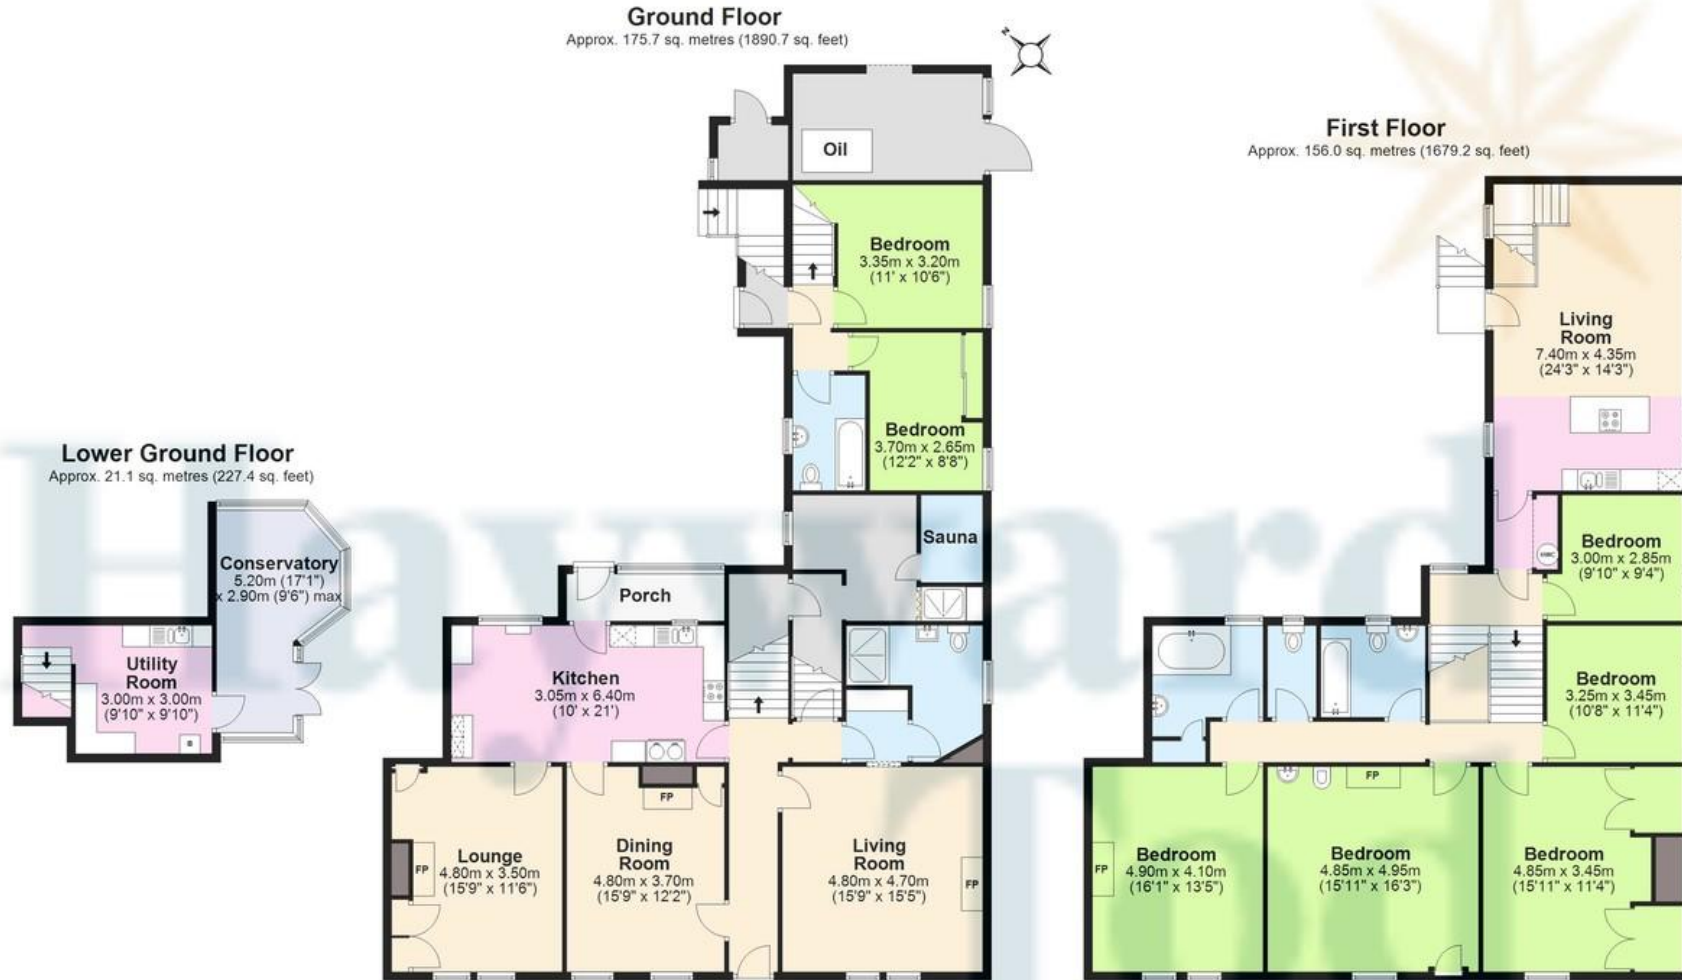 Ground Floor
Approx. 175.7 sq. metres (1890.7 sq. feet)
N
Oil
Bedroom
3.35m x 3.20m
(11' x 10'6")
Bedroom
3.70m x 2.65m
(12'2" x 8'8")
Sauna
Porch
Kitchen
3.05m x 6.40m
(10' x 21')
FP
Lounge
4.80m x 3.50m
(15'9" x 11'6")
FP
Dining
Room
4.80m x 3.70m
(15'9" x 12'2")
Living
Room
4.80m x 4.70m
(15'9" x 15'5")
FP
Lower Ground Floor
Approx. 21.1 sq. metres (227.4 sq. feet)
Conservatory
5.20m (17'1")
x 2.90m (9'6") max
Utility
Room
3.00m x 3.00m
(9'10" x 9'10")
First Floor
Approx. 156.0 sq. metres (1679.2 sq. feet)
Living
Room
7.40m x 4.35m
(24'3" x 14'3")
Bedroom
3.00m x 2.85m
(9'10" x 9'4")
Bedroom
3.25m x 3.45m
(10'8" x 11'4")
FP
FP
Bedroom
4.90m x 4.10m
(16'1" x 13'5")
Bedroom
4.85m x 4.95m
(15'11" x 16'3")
Bedroom
4.85m x 3.45m
(15'11" x 11'4")
Hayward
Tod